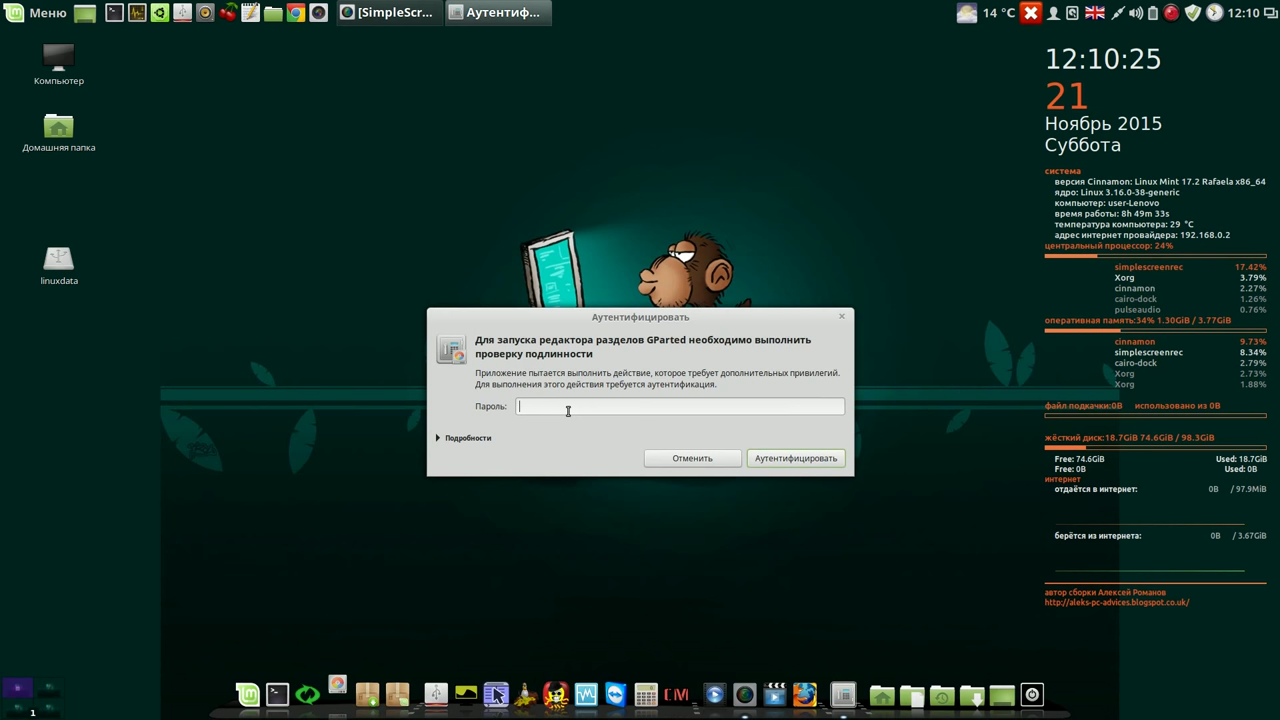 Меню
[SimpleScr...
Аутентиф...
14 °C
12:10
Компьютер
Домашняя папка
linuxdata
12:10:25
21
Ноябрь 2015
Суббота
система
версия Cinnamon: Linux Mint 17.2 Rafaela x86_64
ядро: Linux 3.16.0-38-generic
компьютер: user-Lenovo
время работы: 8h 49m 33s
температура компьютера: 29 °C
адрес интернет провайдера: 192.168.0.2
центральный процессор: 24%
simplescreenrec 17.42%
Xorg 3.79%
cinnamon 2.27%
cairo-dock 1.26%
pulseaudio 0.76%
оперативная память:34% 1.30GiB / 3.77GiB
cinnamon 9.73%
simplescreenrec 8.34%
cairo-dock 2.79%
Xorg 2.73%
Xorg 1.88%
файл подкачки:0B использовано из 0B
жёсткий диск:18.7GiB 74.6GiB / 98.3GiB
Free: 74.6GiB Used: 18.7GiB
Free: 0B Used: 0B
интернет
отдаётся в интернет: 0B / 97.9MiB
берётся из интернета: 0B / 3.67GiB
автор сборки Алексей Романов
http://aleks-pc-advices.blogspot.co.uk/
Аутентифицировать
Для запуска редактора разделов GParted необходимо выполнить
проверку подлинности
Приложение пытается выполнить действие, которое требует дополнительных привилегий.
Для выполнения этого действия требуется аутентификация.
Пароль:
Подробности
Отменить
Аутентифицировать
CM
1